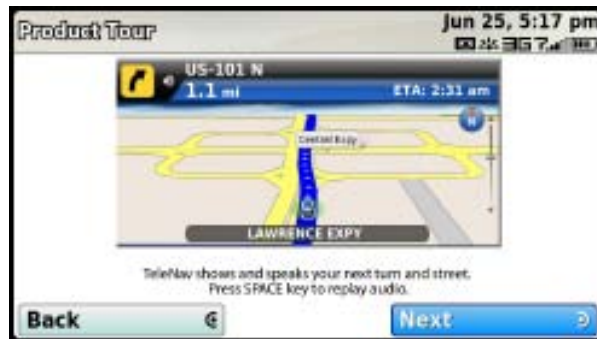 Product Tour
Jun 25, 5:17 pm
3G
US-101 N
1.1 mi
ETA: 2:31 am
N
Central Expy
LAWRENCE EXPY
TeleNav shows and speaks your next turn and street.
Press SPACE key to replay audio.
Back
Next